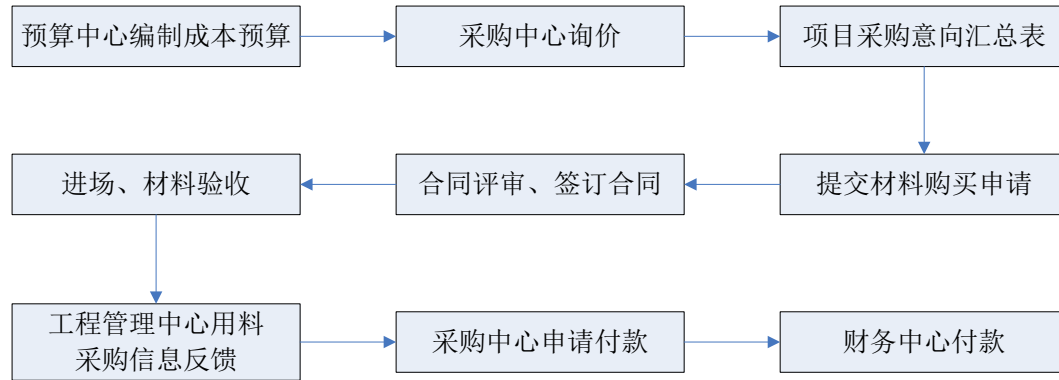 预算中心编制成本预算
采购中心询价
项目采购意向汇总表
提交材料购买申请
合同评审、签订合同
进场、材料验收
工程管理中心用料
采购信息反馈
采购中心申请付款
财务中心付款